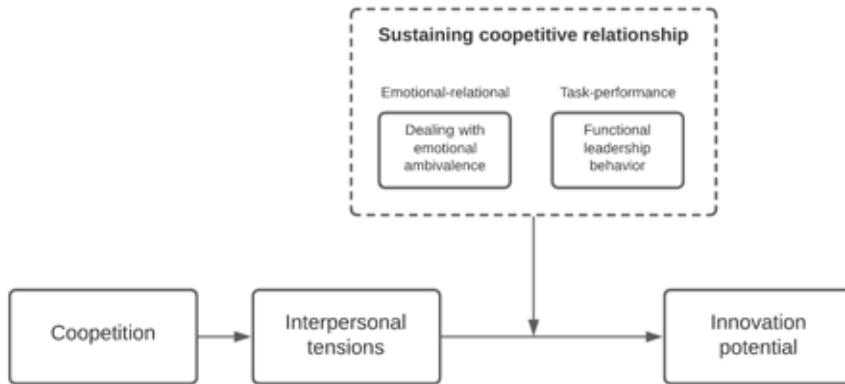 Sustaining coopetitive relationship
Emotional-relational
Task-performance
Dealing with
emotional
ambivalence
Functional
leadership
behavior
Coopetition
Interpersonal
tensions
Innovation
potential